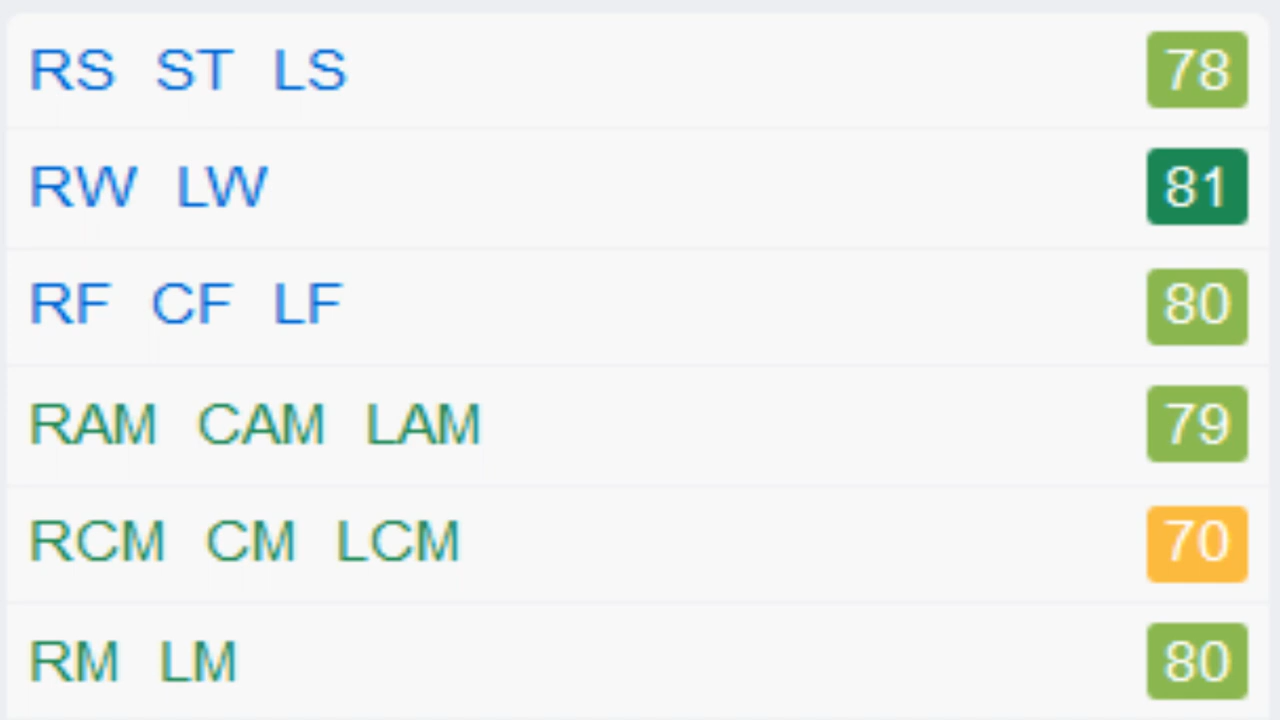 RS ST LS 78
RW LW 81
RF CF LF 80
RAM CAM LAM 79
RCM CM LCM 70
RM LM 80